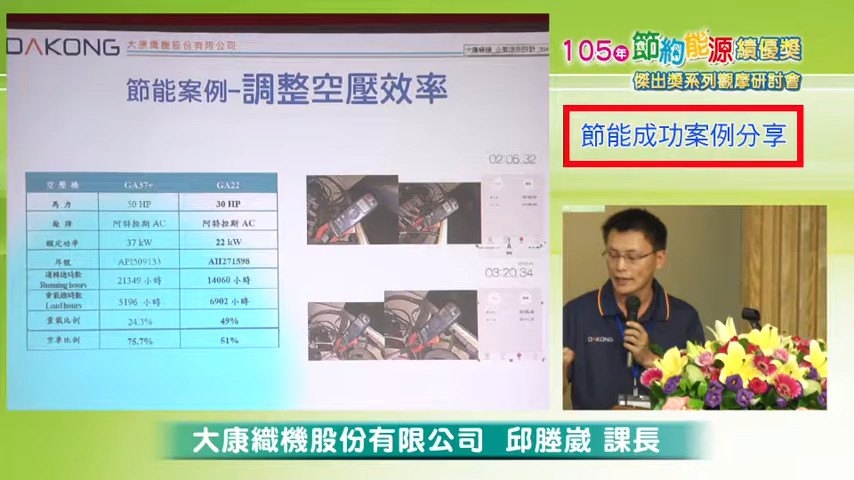 DAKONG 大康織機股份有限公司
節能案例-調整空壓效率
空壓機 GA37+ GA22
馬力 50 HP 30 HP
廠牌 阿特拉斯 AC 阿特拉斯 AC
額定功率 37 kW 22 kW
年號 API509133 AII271598
運轉總時數 Running hours 21349 小時 14060 小時
重載總時數 Load hours 5196 小時 6902 小時
重載比例 24.3% 49%
空車比例 75.7% 51%
02:06.32
03:20.34
105年 節約能源績優獎
傑出獎系列觀摩研討會
節能成功案例分享
DAKONG
大康織機股份有限公司 邱塍崴 課長